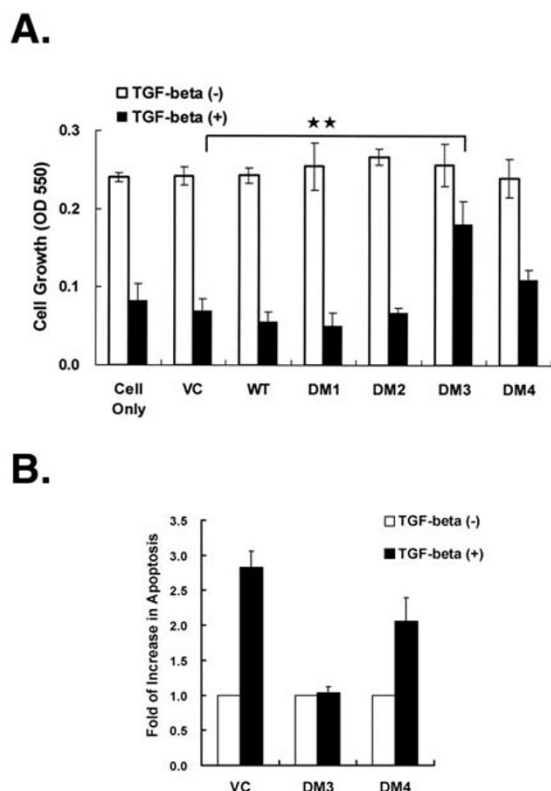 A.
TGF-beta (-)
TGF-beta (+)
★★
0.3
0.2
0.1
0.0
Cell Growth (OD 550)
Cell Only VC WT DM1 DM2 DM3 DM4
B.
TGF-beta (-)
TGF-beta (+)
3.5
3.0
2.5
2.0
1.5
1.0
0.5
0.0
Fold of Increase in Apoptosis
VC DM3 DM4